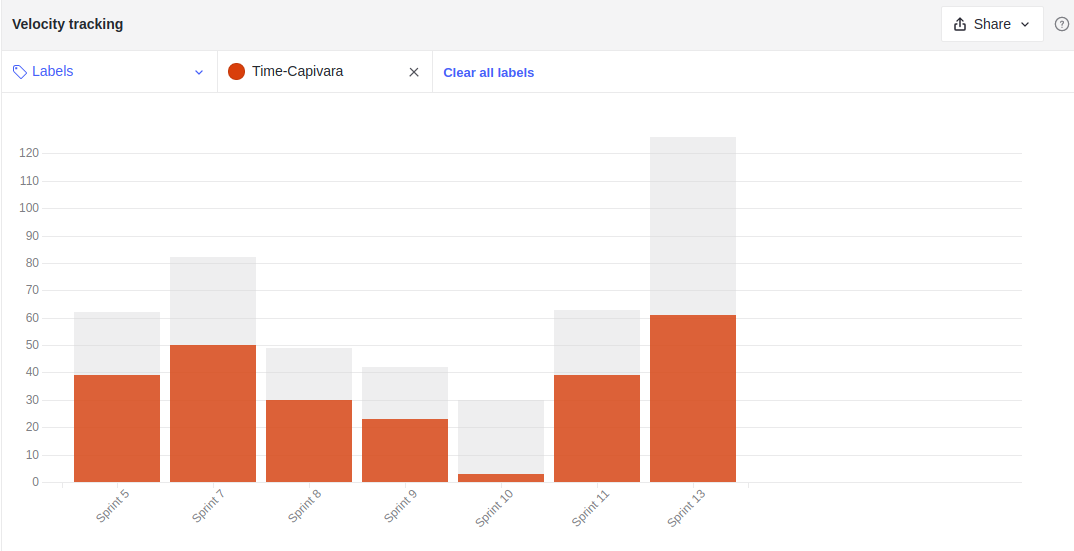 Velocity tracking
Share
Labels
Time-Capivara
Clear all labels
120
110
100
90
80
70
60
50
40
30
20
10
0
Sprint 5
Sprint 7
Sprint 8
Sprint 9
Sprint 10
Sprint 11
Sprint 13